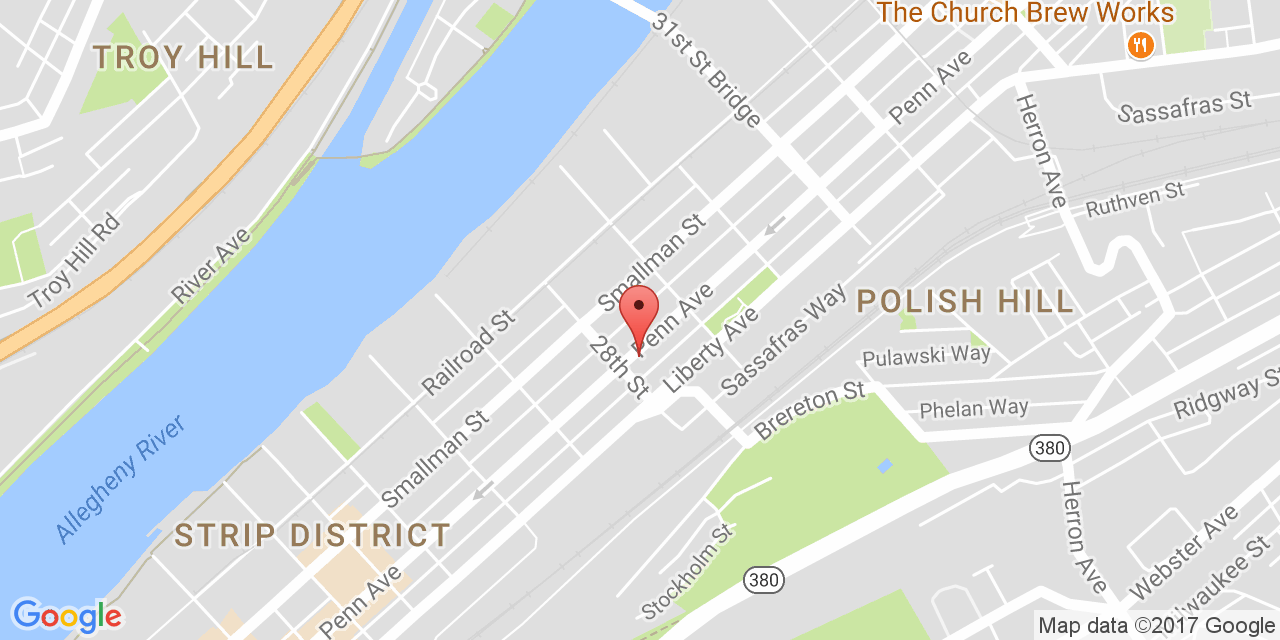 The Church Brew Works
31st St Bridge
TROY HILL
Penn Ave
Sassafras St
Herron Ave
Ruthven St
Troy Hill Rd
River Ave
Smallman St
POLISH HILL
Penn Ave
Railroad St
28th St
Liberty Ave
Sassafras Way
Pulawski Way
Brereton St
Phelan Way
Ridgway St
380
Allegheny River
Smallman St
STRIP DISTRICT
Herron Ave
Webster Ave
Stockholm St
380
Penn Ave
Google
Map data ©2017 Google